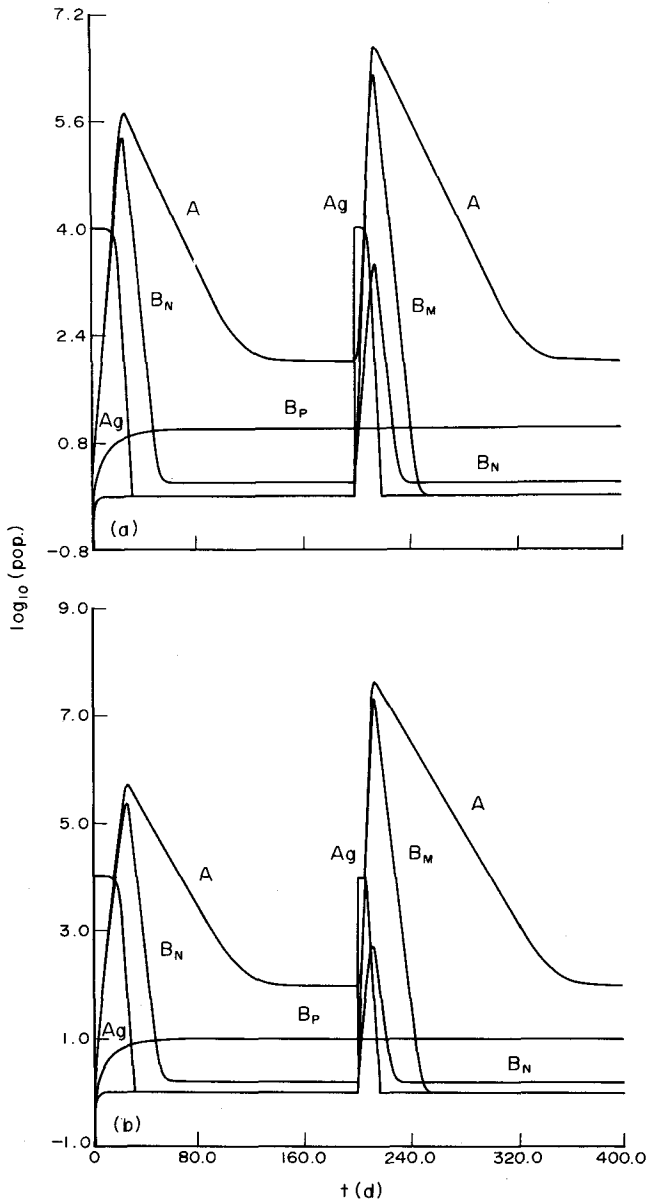 7.2
5.6
4.0
2.4
0.8
-0.8
A
Ag
A
B_N
B_M
Ag
B_P
B_N
(a)
log₁₀ (pop.)
9.0
7.0
5.0
3.0
1.0
-1.0
A
Ag
B_M
A
B_N
B_P
Ag
B_N
(b)
0 80.0 160.0 240.0 320.0 400.0
t (d)